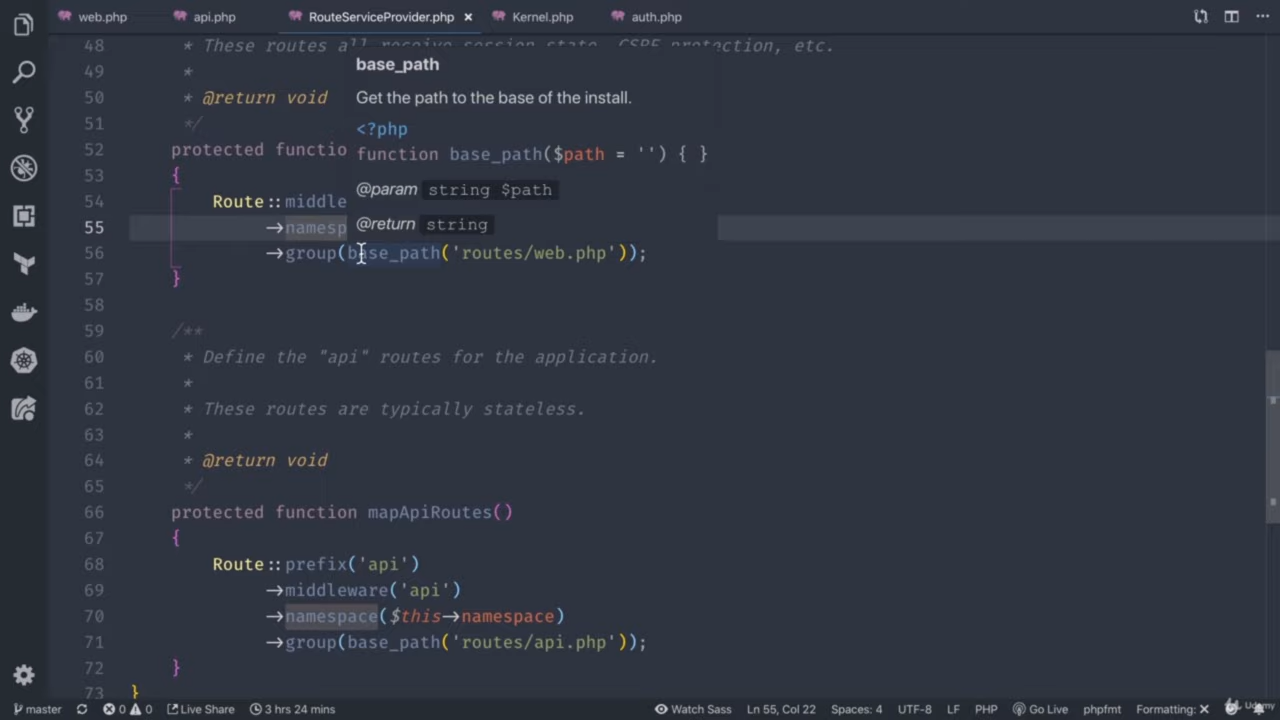 web.php api.php RouteServiceProvider.php × Kernel.php auth.php
48 * These routes all receive session state, CSRF protection, etc.
49 *
50 * @return void
51 */
52 protected functio
53 {
54 Route::middle
55 →namesp
56 →group(base_path('routes/web.php'));
57 }
base_path
Get the path to the base of the install.
<?php
function base_path($path = '') { }
@param string $path
@return string
58
59 /**
60 * Define the "api" routes for the application.
61 *
62 * These routes are typically stateless.
63 *
64 * @return void
65 */
66 protected function mapApiRoutes()
67 {
68 Route::prefix('api')
69 →middleware('api')
70 →namespace($this→namespace)
71 →group(base_path('routes/api.php'));
72 }
73 }
master 0 0 Live Share 3 hrs 24 mins Watch Sass Ln 55, Col 22 Spaces: 4 UTF-8 LF PHP Go Live phpfmt Formatting: × Udemy